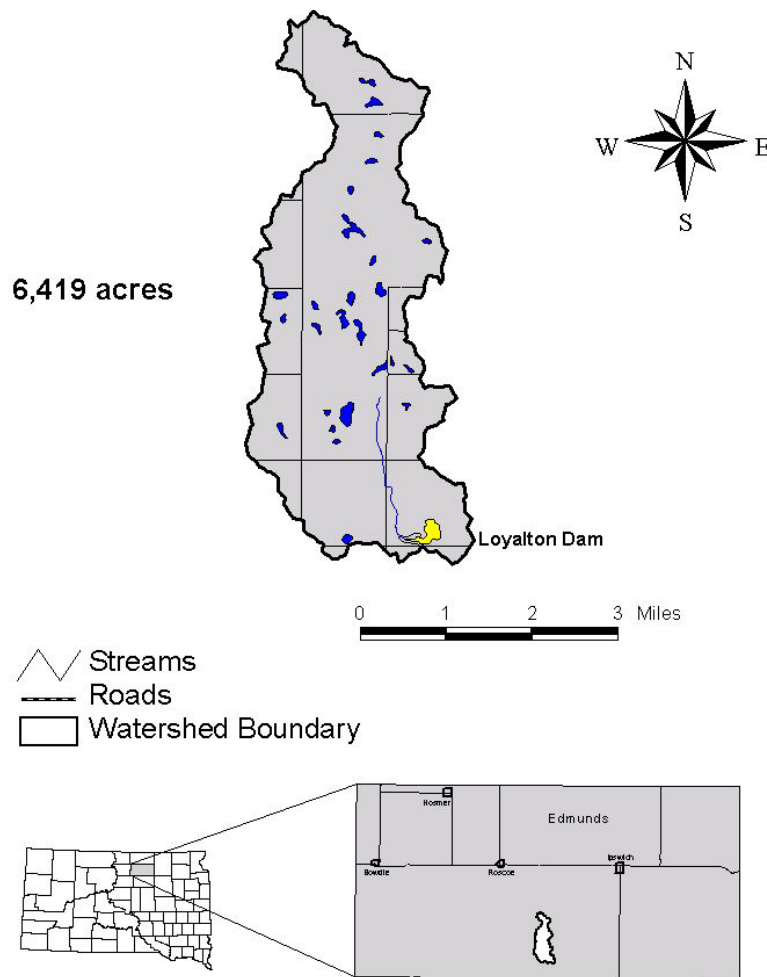 N
W
E
S
6,419 acres
Loyalton Dam
0 1 2 3 Miles
Streams
Roads
Watershed Boundary
Hosmer
Edmunds
Bowdle
Roscoe
Ipswich